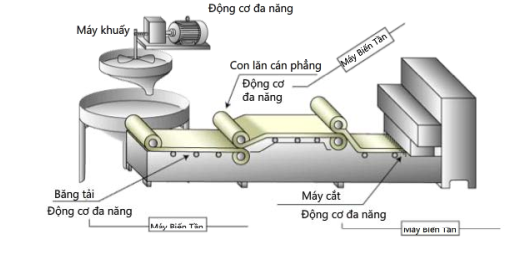 Động cơ đa năng
Máy khuấy
Máy Biến Tần
Con lăn cán phẳng
Động cơ
đa năng
Băng tải
Động cơ đa năng
Máy Biến Tần
Máy cắt
Động cơ đa năng
Máy Biến Tần